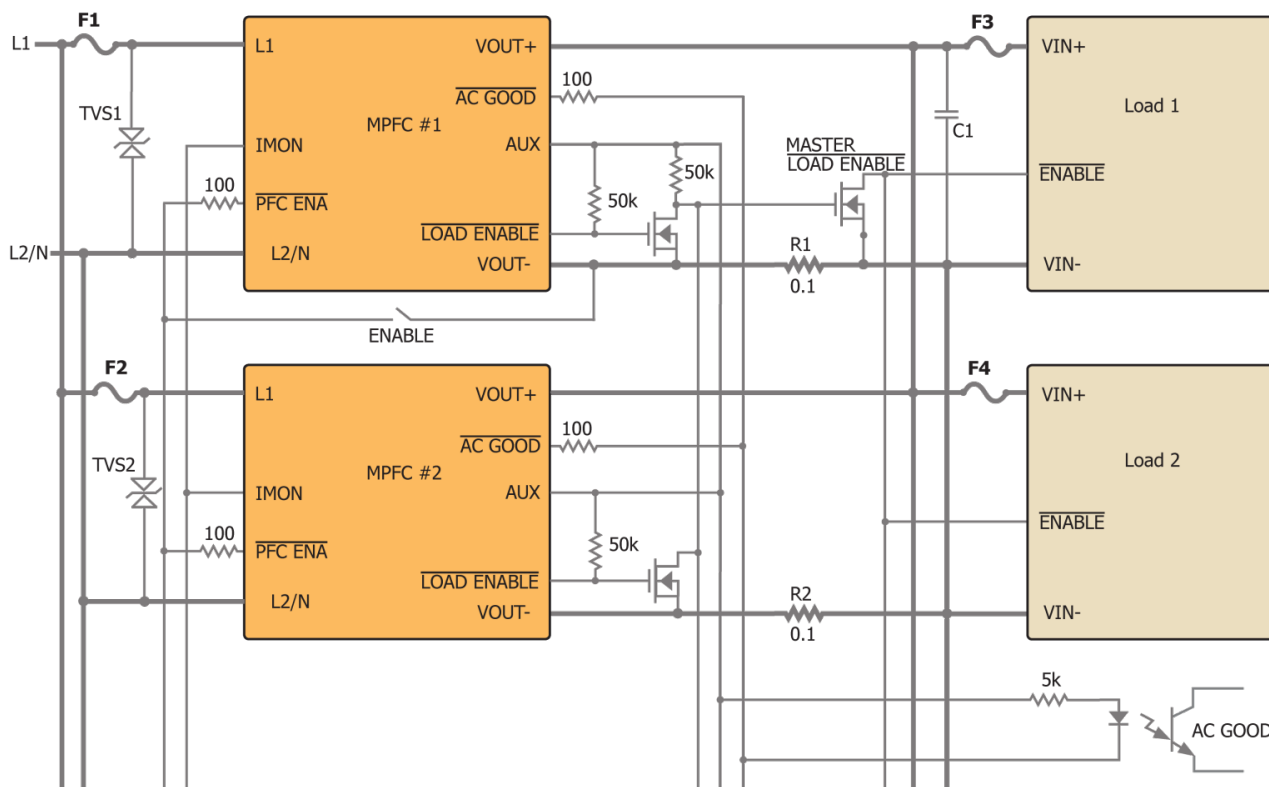 F1
F3
L1
L1
VOUT+
VIN+
100
AC GOOD
TVS1
MPFC #1
Load 1
C1
IMON
AUX
MASTER
LOAD ENABLE
50k
50k
ENABLE
100
PFC ENA
LOAD ENABLE
L2/N
L2/N
VOUT-
R1
0.1
VIN-
ENABLE
F2
F4
L1
VOUT+
VIN+
100
AC GOOD
TVS2
MPFC #2
Load 2
IMON
AUX
ENABLE
100
PFC ENA
50k
LOAD ENABLE
L2/N
VOUT-
R2
0.1
VIN-
5k
AC GOOD